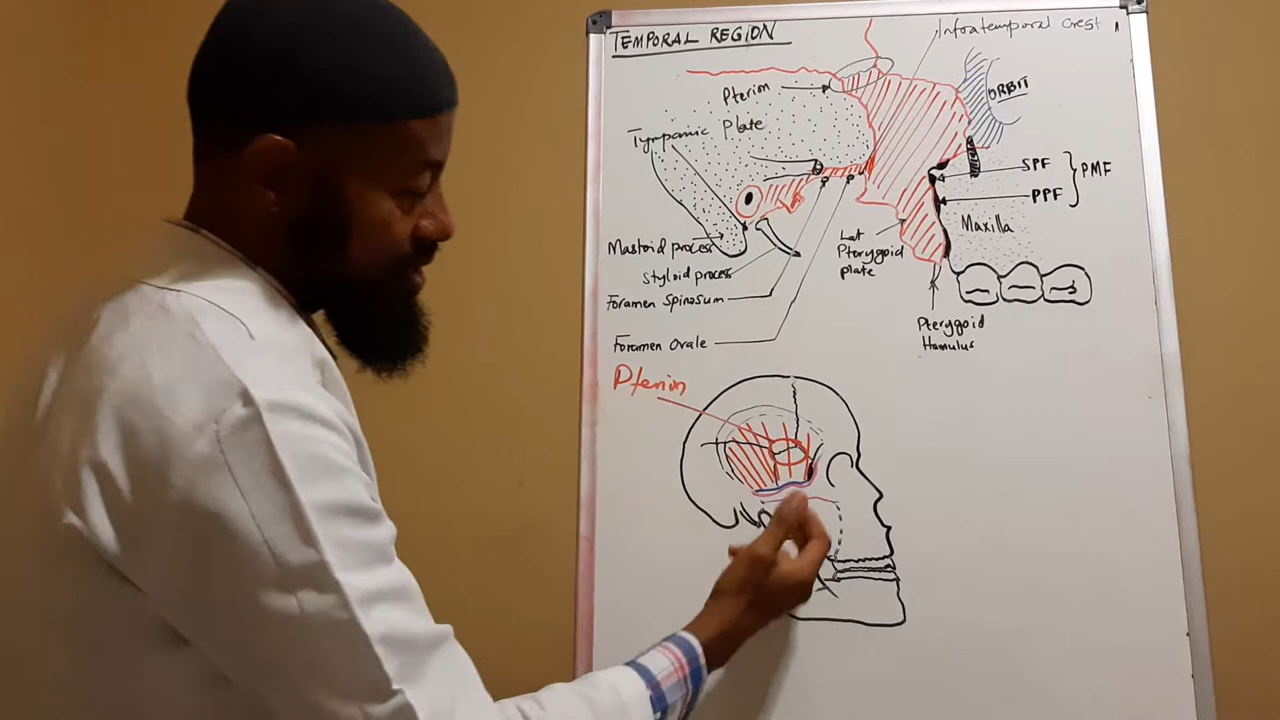 TEMPORAL REGION
Infratemporal Crest
Pterion
ORBIT
Tympanic Plate
SPF
PMF
PPF
Maxilla
Mastoid process
Lat
Pterygoid
plate
Styloid process
Foramen Spinosum
Foramen Ovale
Pterygoid
Hamulus
Pterion